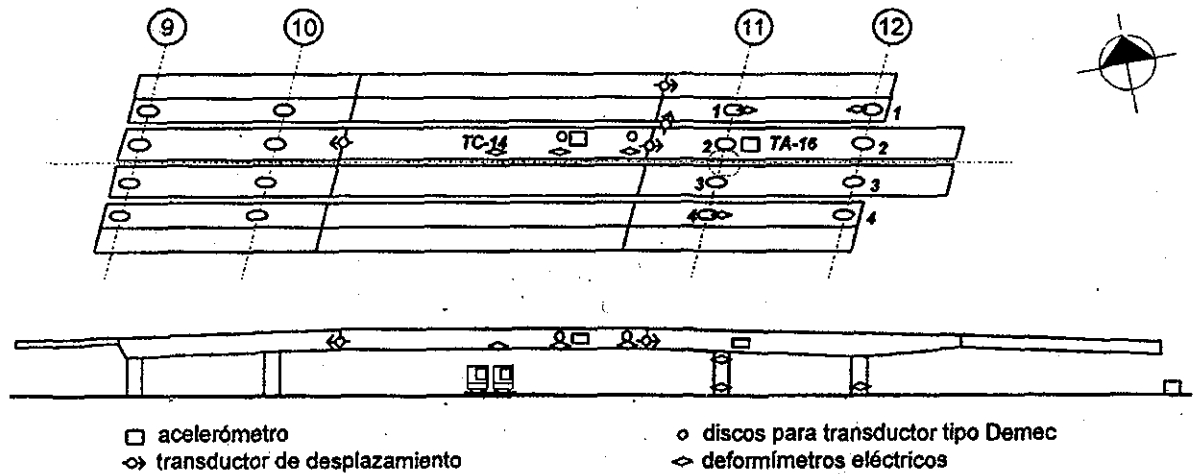 9 10 11 12
1 1
TC-14 2 TA-16 2
3 3
4 4
acelerómetro discos para transductor tipo Demec
transductor de desplazamiento deformímetros eléctricos